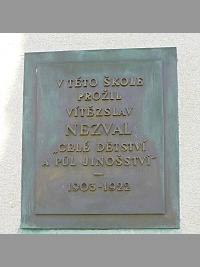 V TÉTO ŠKOLE
PROŽIL
VÍTĚZSLAV
NEZVAL
„CELÉ DĚTSTVÍ
A PŮL JINOŠSTVÍ“
1903-1922